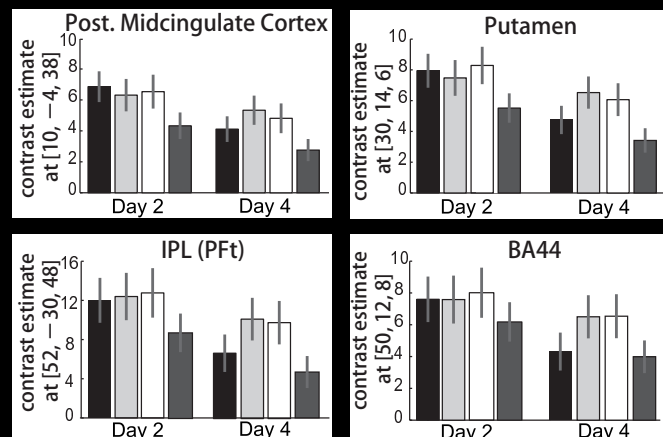 Post. Midcingulate Cortex
contrast estimate
at [10, −4, 38]
10
8
6
4
2
0
Day 2 Day 4
Putamen
contrast estimate
at [30, 14, 6]
10
8
6
4
2
0
Day 2 Day 4
IPL (PFt)
contrast estimate
at [52, −30, 48]
16
12
8
4
0
Day 2 Day 4
BA44
contrast estimate
at [50, 12, 8]
10
8
6
4
2
0
Day 2 Day 4